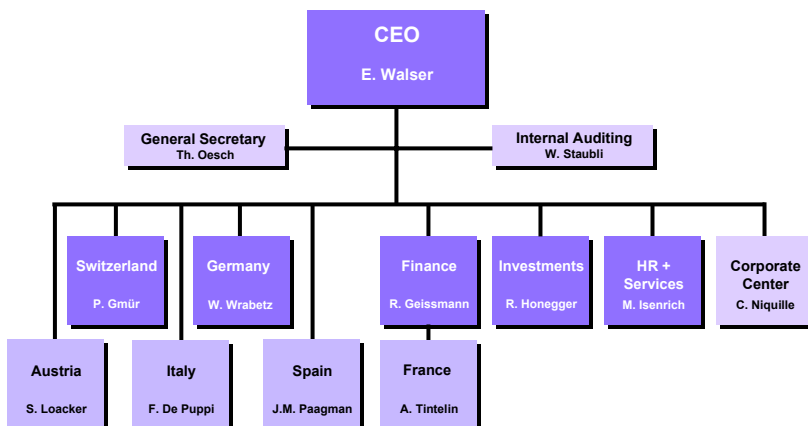 CEO
E. Walser
General Secretary
Th. Oesch
Internal Auditing
W. Staubli
Switzerland
P. Gmür
Germany
W. Wrabetz
Finance
R. Geissmann
Investments
R. Honegger
HR +
Services
M. Isenrich
Corporate
Center
C. Niquille
Austria
S. Loacker
Italy
F. De Puppi
Spain
J.M. Paagman
France
A. Tintelin